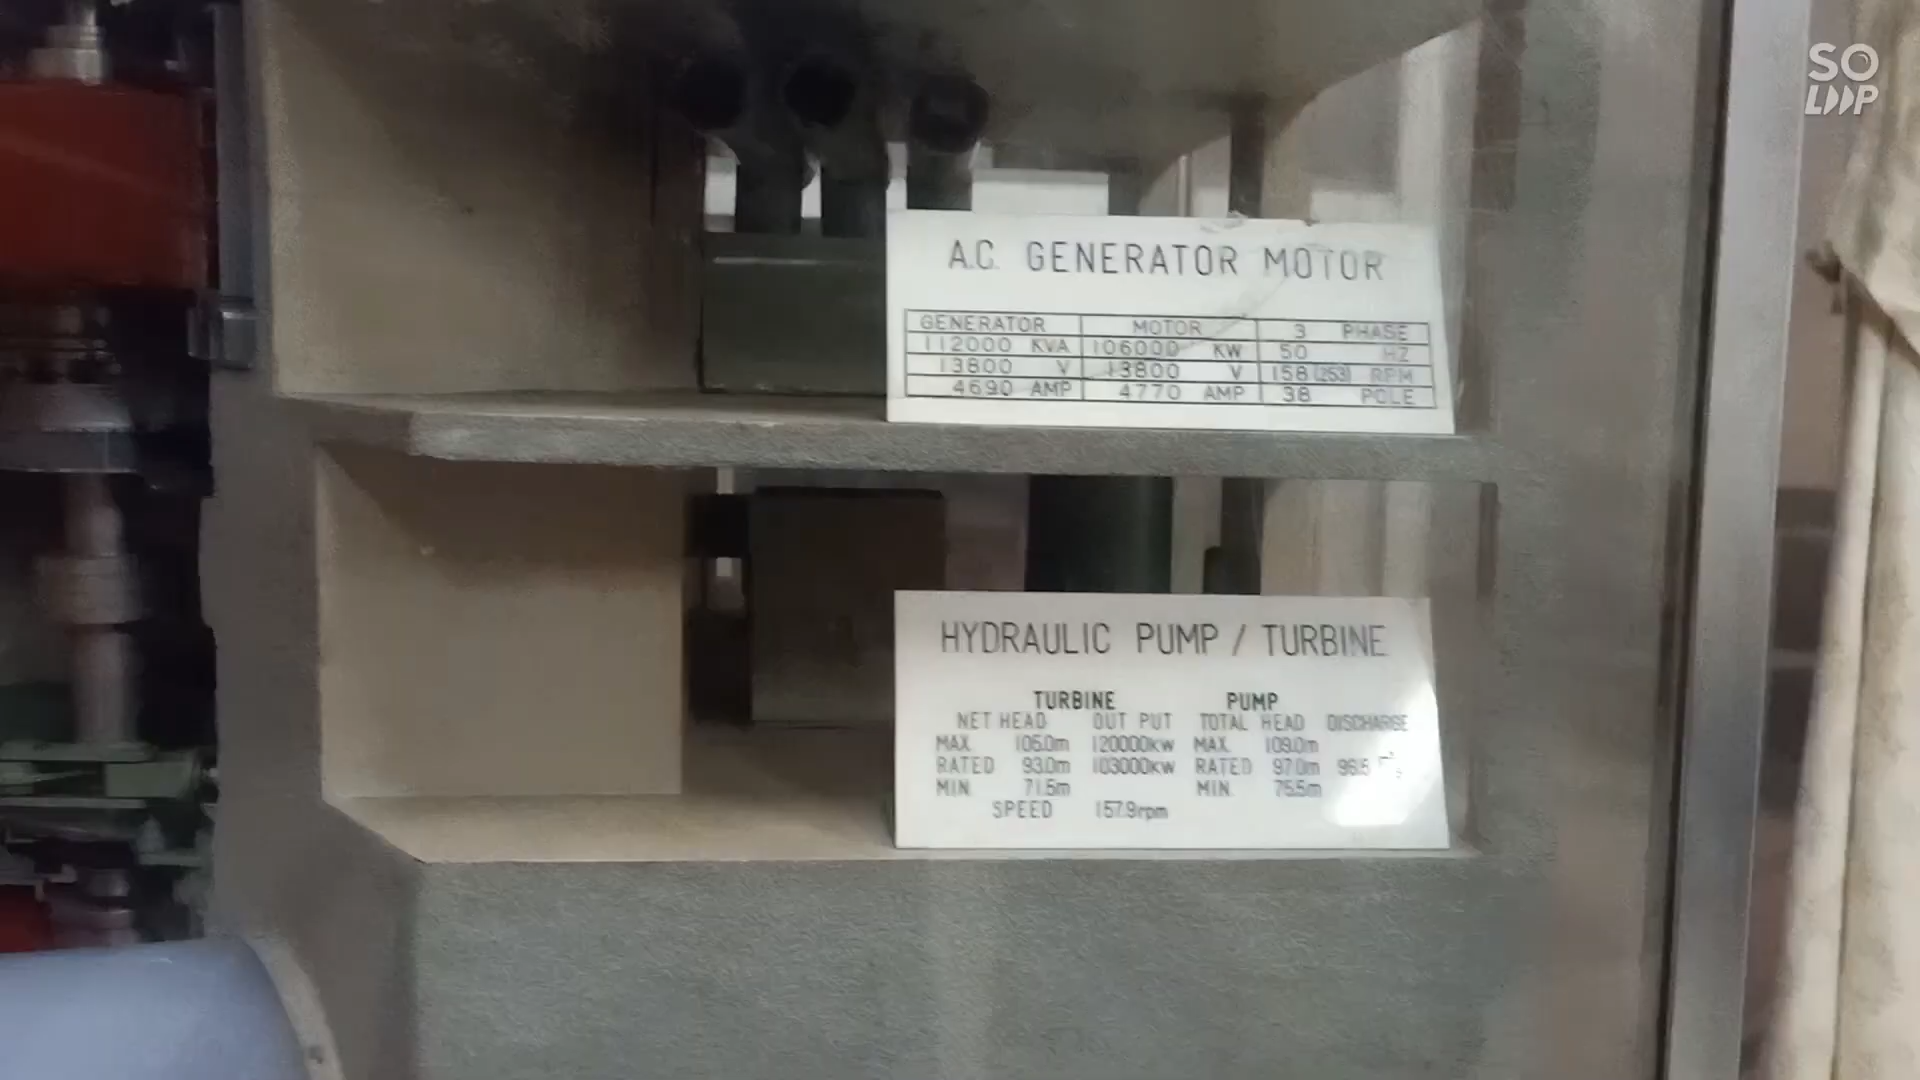 SO
LOOP
A.C. GENERATOR MOTOR
GENERATOR MOTOR 3 PHASE
112000 KVA 106000 KW 50 HZ
13800 V 13800 V 158 (253) RPM
4690 AMP 4770 AMP 38 POLE
HYDRAULIC PUMP / TURBINE
TURBINE PUMP
NET HEAD OUT PUT TOTAL HEAD DISCHARGE
MAX 105.0m 120000KW MAX. 109.0m
RATED 93.0m 103000KW RATED 97.0m 96.5
MIN. 71.5m MIN. 75.5m
SPEED 157.9rpm